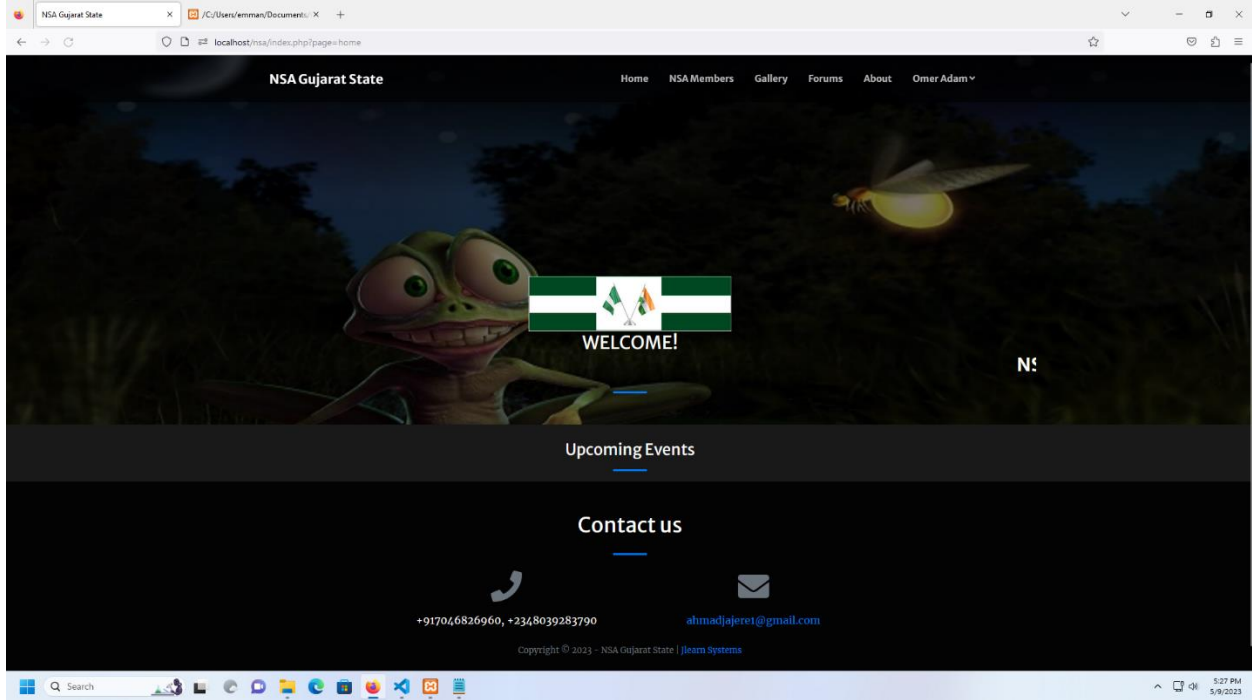 NSA Gujarat State
/C:/Users/emman/Documents/
localhost/nsa/index.php?page=home
NSA Gujarat State Home NSA Members Gallery Forums About Omer Adam
WELCOME!
NS
Upcoming Events
Contact us
+917046826960, +2348039283790 ahmadjajere1@gmail.com
Copyright © 2023 - NSA Gujarat State | Jlearn Systems
Search
5:27 PM
5/9/2023